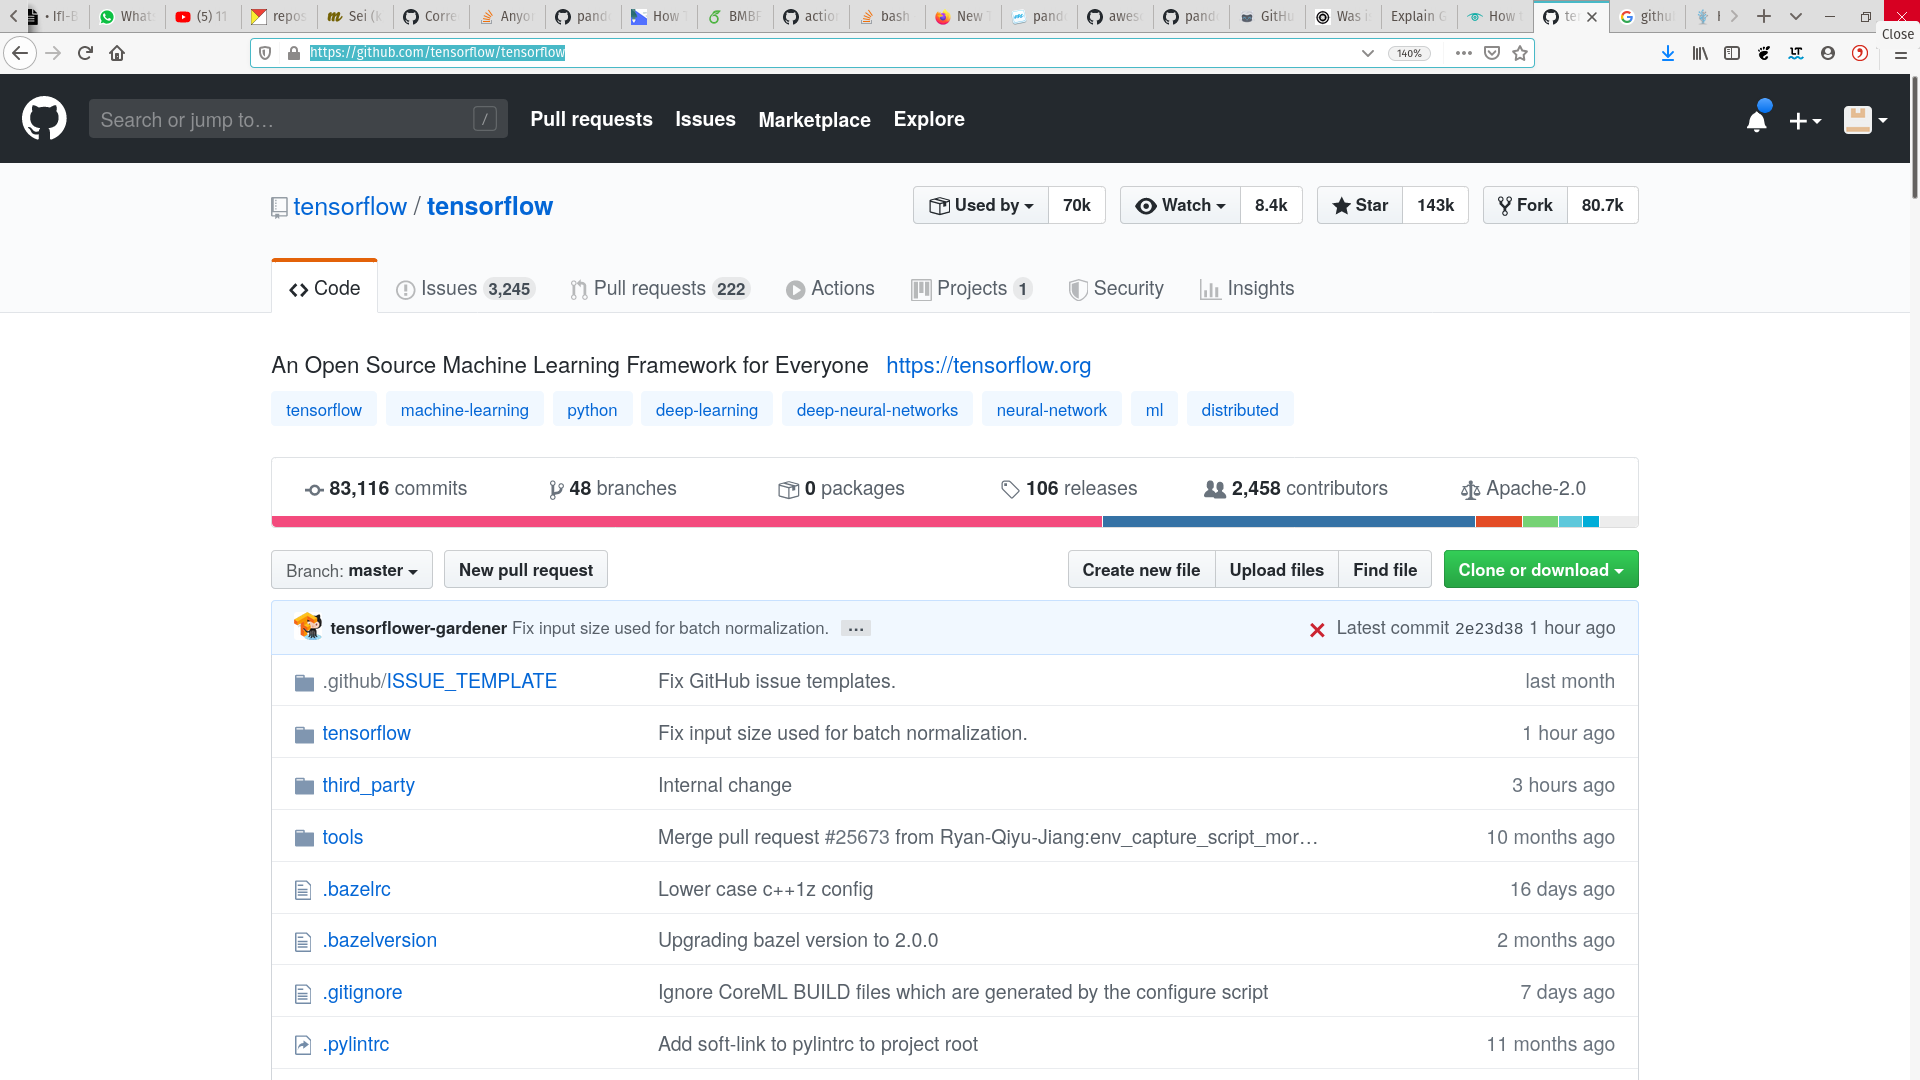 • Ifl-B
Whats
(5) 11
repos
Sei (k
Corre
Anyo
pand
How T
BMBF
action
bash
New T
pand
awes
pand
GitHu
Was is
Explain G
How t
te
githu
Close
https://github.com/tensorflow/tensorflow
140%
Search or jump to…
/
Pull requests
Issues
Marketplace
Explore
tensorflow / tensorflow
Used by 70k
Watch 8.4k
Star 143k
Fork 80.7k
Code
Issues 3,245
Pull requests 222
Actions
Projects 1
Security
Insights
An Open Source Machine Learning Framework for Everyone https://tensorflow.org
tensorflow machine-learning python deep-learning deep-neural-networks neural-network ml distributed
83,116 commits
48 branches
0 packages
106 releases
2,458 contributors
Apache-2.0
Branch: master
New pull request
Create new file
Upload files
Find file
Clone or download
tensorflower-gardener Fix input size used for batch normalization. … Latest commit 2e23d38 1 hour ago
.github/ISSUE_TEMPLATE Fix GitHub issue templates. last month
tensorflow Fix input size used for batch normalization. 1 hour ago
third_party Internal change 3 hours ago
tools Merge pull request #25673 from Ryan-Qiyu-Jiang:env_capture_script_mor… 10 months ago
.bazelrc Lower case c++1z config 16 days ago
.bazelversion Upgrading bazel version to 2.0.0 2 months ago
.gitignore Ignore CoreML BUILD files which are generated by the configure script 7 days ago
.pylintrc Add soft-link to pylintrc to project root 11 months ago